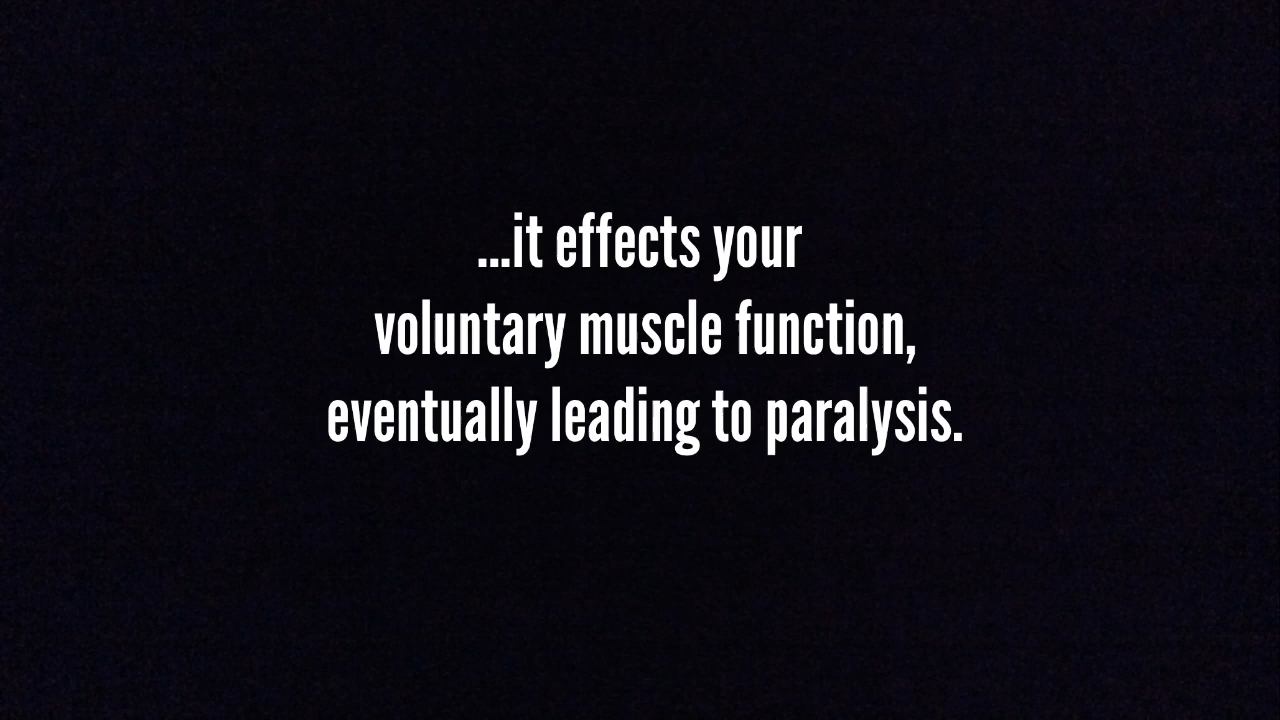 ...it effects your
voluntary muscle function,
eventually leading to paralysis.